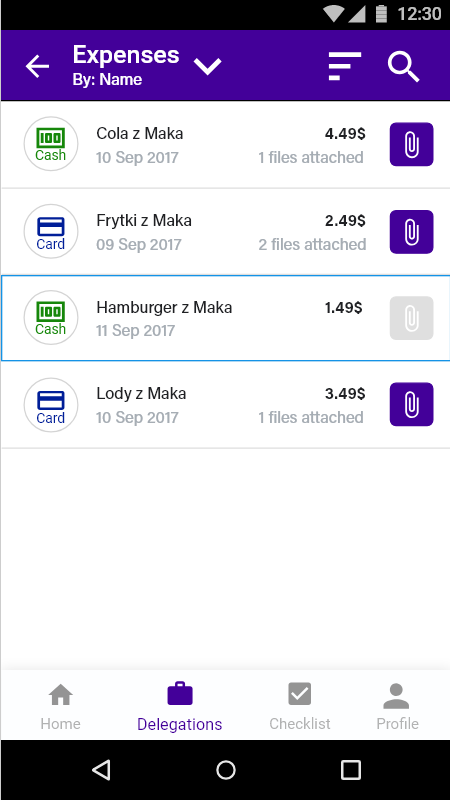 12:30
Expenses
By: Name
Cola z Maka 4.49$
Cash
10 Sep 2017 1 files attached
Frytki z Maka 2.49$
Card
09 Sep 2017 2 files attached
Hamburger z Maka 1.49$
Cash
11 Sep 2017
Lody z Maka 3.49$
Card
10 Sep 2017 1 files attached
Home Delegations Checklist Profile